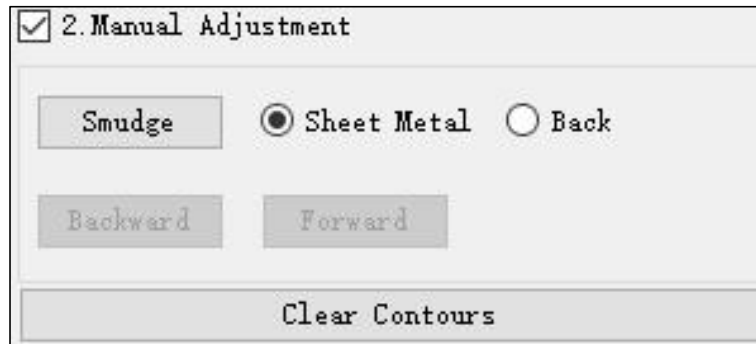 2.Manual Adjustment
Smudge Sheet Metal Back
Backward Forward
Clear Contours